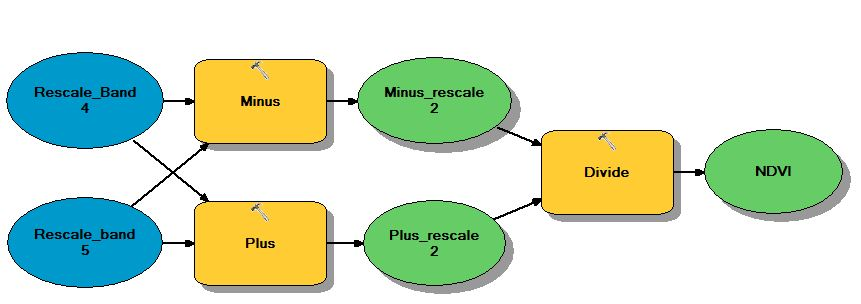 Rescale_Band
4
Minus
Minus_rescale
2
Divide
NDVI
Rescale_band
5
Plus
Plus_rescale
2